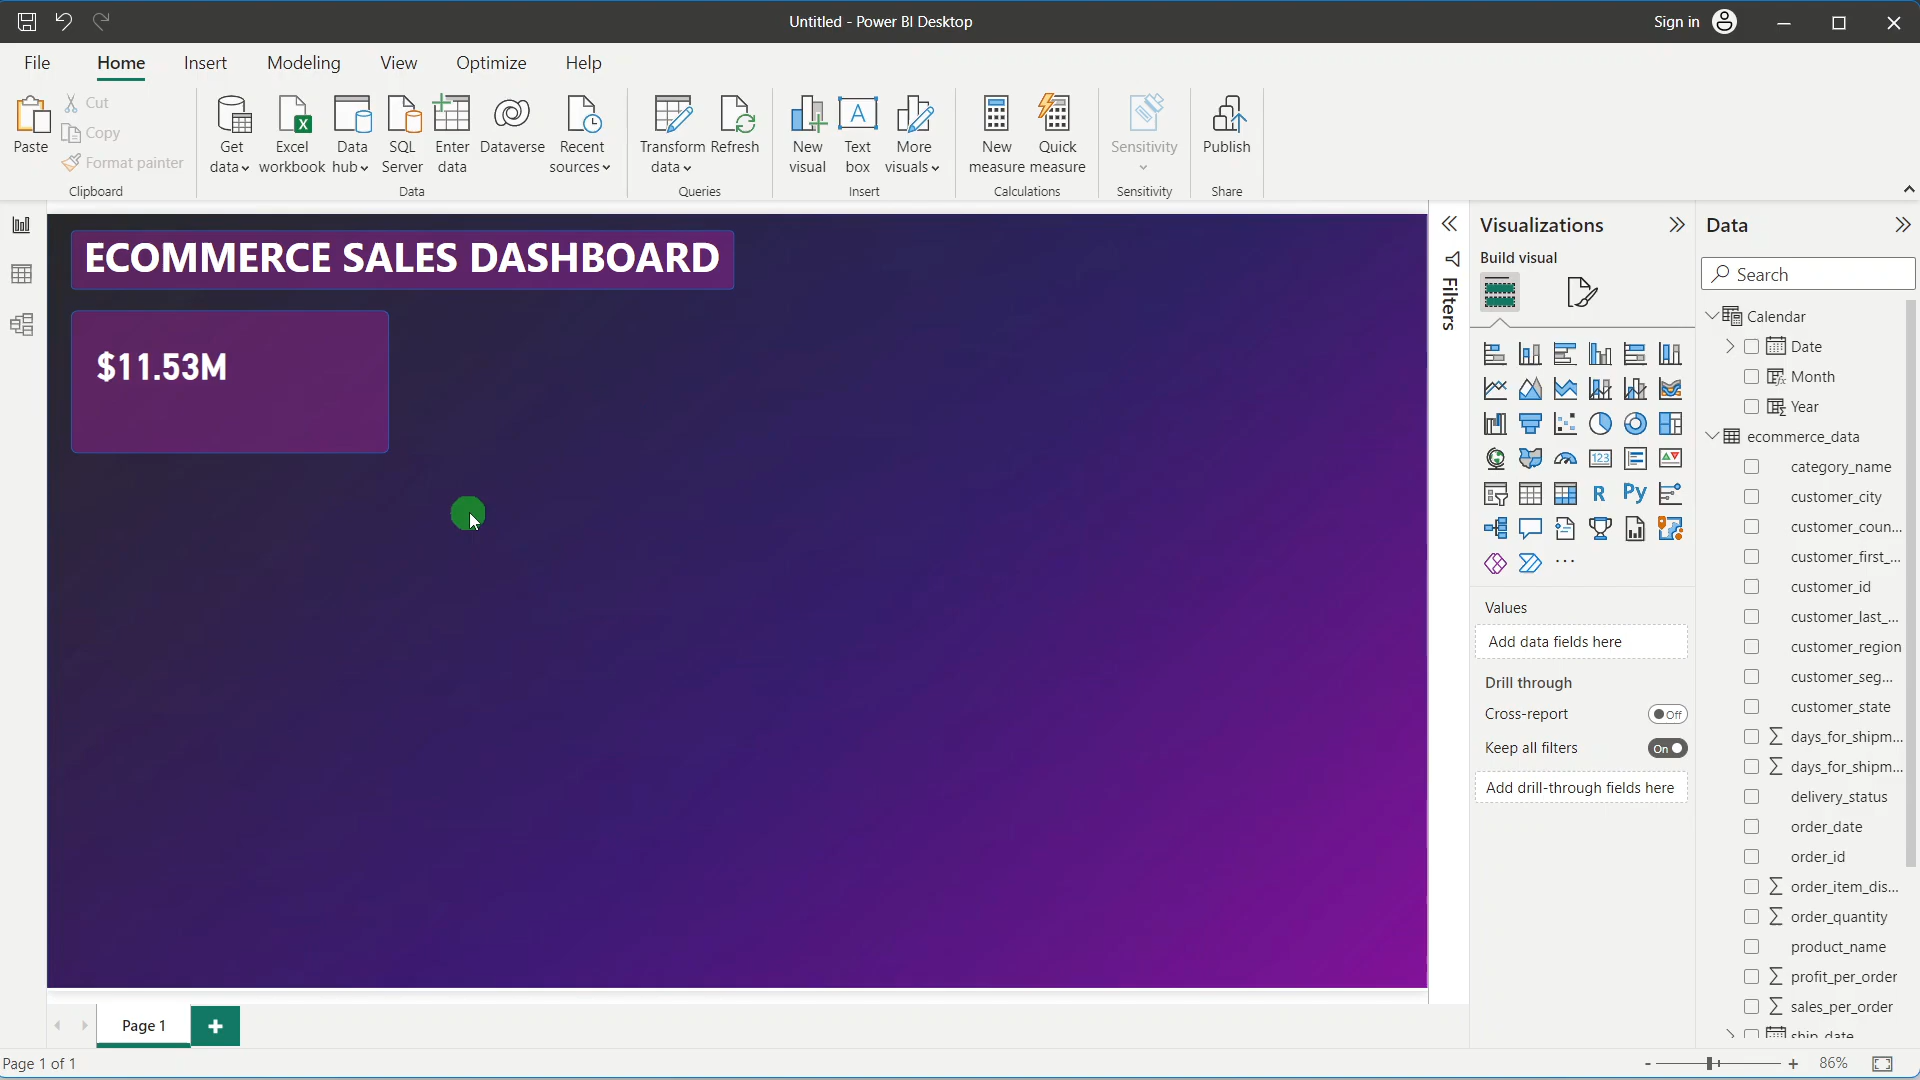 Untitled - Power BI Desktop
Sign in
File
Home
Insert
Modeling
View
Optimize
Help
Paste
Cut
Copy
Format painter
Clipboard
Get data
Excel workbook
Data hub
SQL Server
Enter data
Dataverse
Recent sources
Data
Transform data
Refresh
Queries
New visual
Text box
More visuals
Insert
New measure
Quick measure
Calculations
Sensitivity
Sensitivity
Publish
Share
ECOMMERCE SALES DASHBOARD
$11.53M
Filters
Visualizations
Build visual
123
R
Py
Values
Add data fields here
Drill through
Cross-report
Off
Keep all filters
On
Add drill-through fields here
Data
Search
Calendar
Date
Month
Year
ecommerce_data
category_name
customer_city
customer_coun...
customer_first_...
customer_id
customer_last_...
customer_region
customer_seg...
customer_state
days_for_shipm...
days_for_shipm...
delivery_status
order_date
order_id
order_item_dis...
order_quantity
product_name
profit_per_order
sales_per_order
ship_date
Page 1
Page 1 of 1
86%